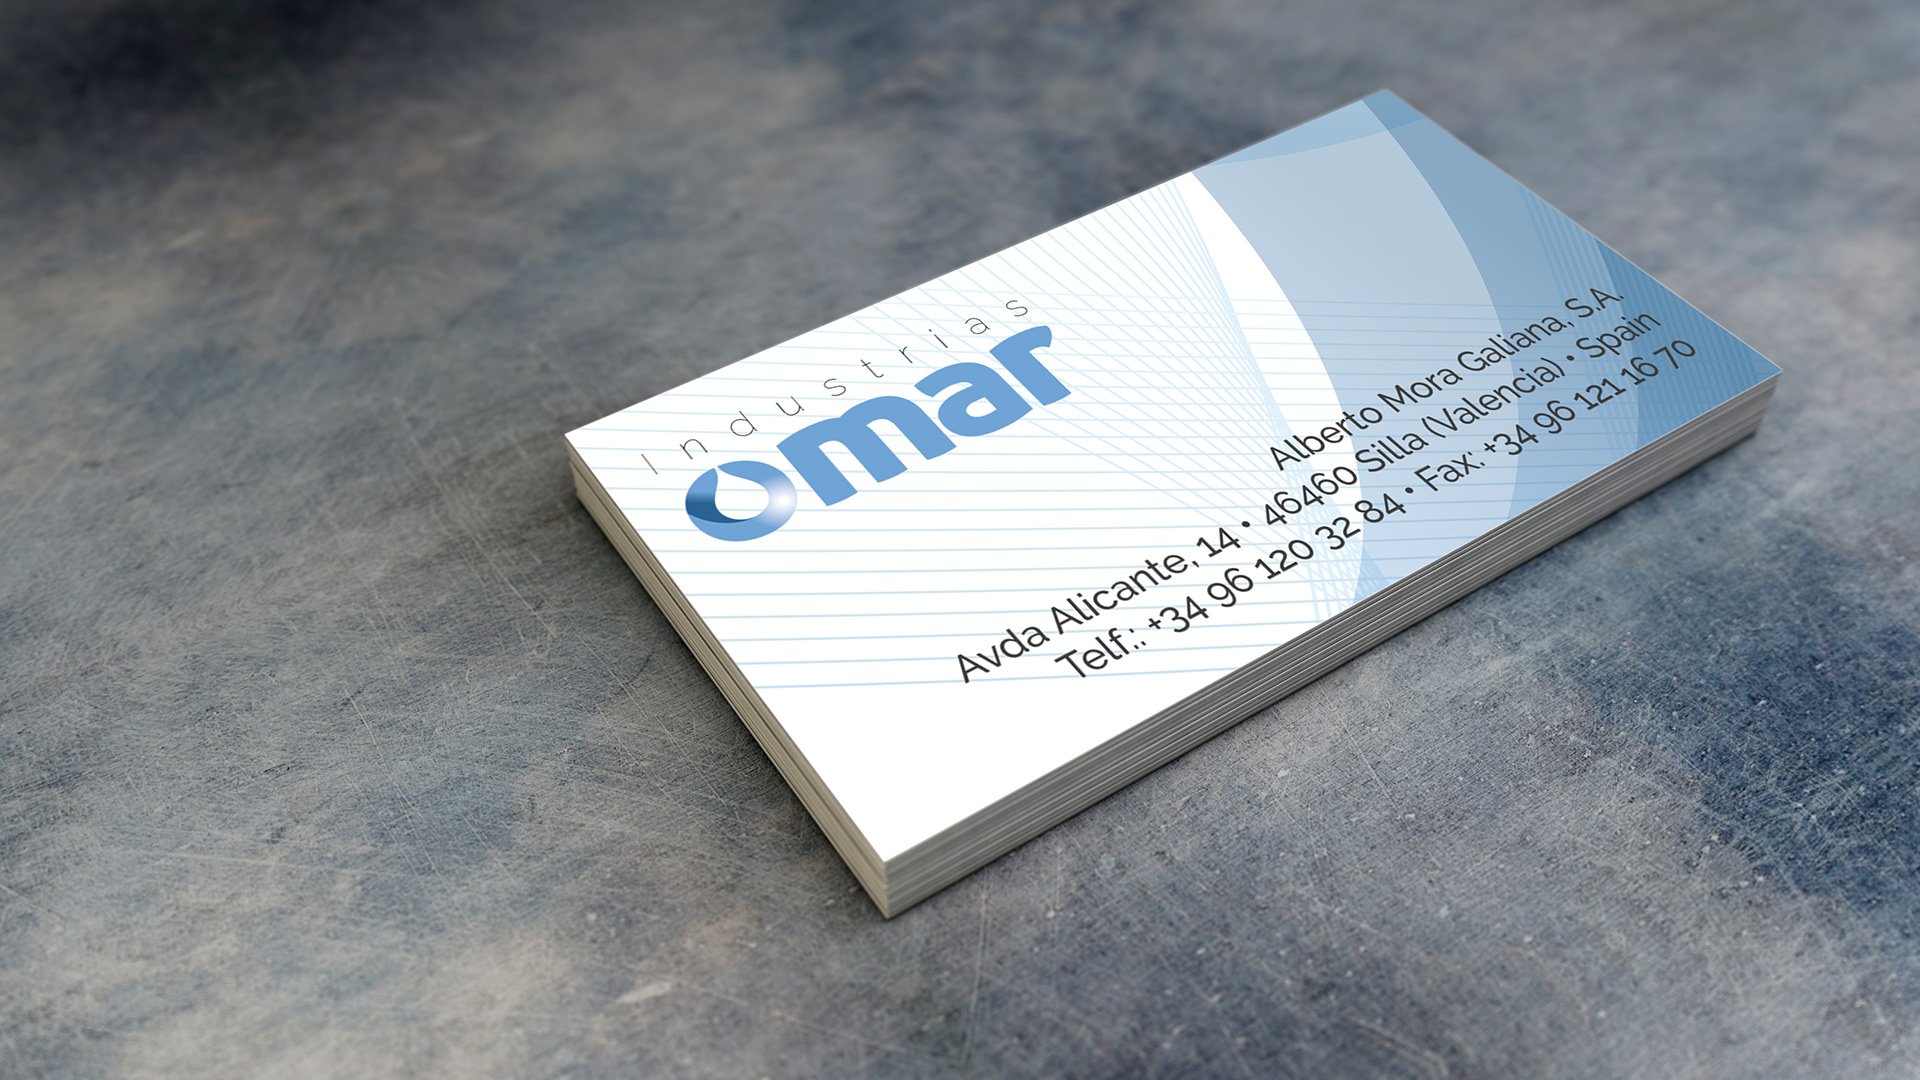 Industrias
omar
Alberto Mora Galiana, S.A.
Avda Alicante, 14 • 46460 Silla (Valencia) • Spain
Telf.: +34 96 120 32 84 • Fax: +34 96 121 16 70